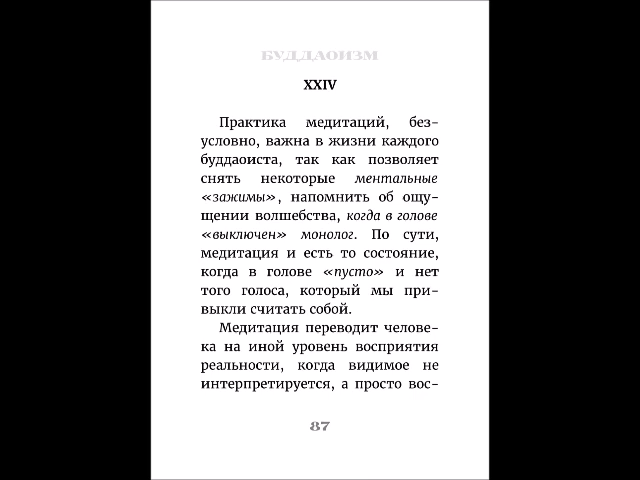 БУДДАОИЗМ
XXIV
Практика медитаций, без-
условно, важна в жизни каждого
буддаоиста, так как позволяет
снять некоторые ментальные
«зажимы», напомнить об ощу-
щении волшебства, когда в голове
«выключен» монолог. По сути,
медитация и есть то состояние,
когда в голове «пусто» и нет
того голоса, который мы при-
выкли считать собой.
Медитация переводит челове-
ка на иной уровень восприятия
реальности, когда видимое не
интерпретируется, а просто вос-
87